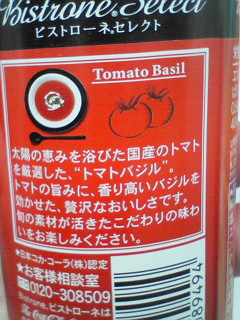 Bistrone Select
ビストローネ。セレクト
Tomato Basil
太陽の恵みを浴びた国産のトマト
を厳選した、“トマトバジル”。
トマトの旨みに、香り高いバジルを
効かせた、贅沢なおいしさです。
旬の素材が活きたこだわりの味わ
いをお楽しみください。
★日本コカ・コーラ(株)認定
★お客様相談室
0120-308509
Bistrone, ビストローネは